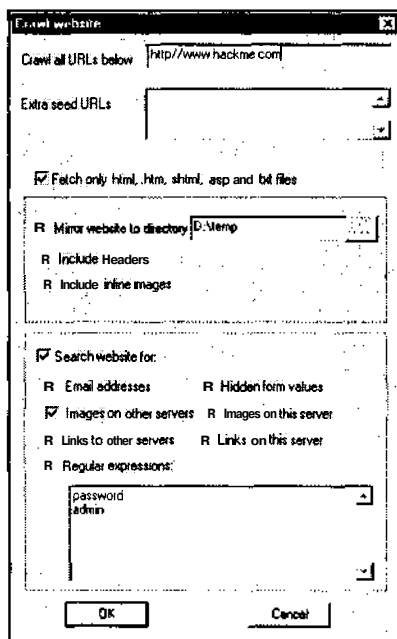 Crawl website
Crawl all URLs below http//www.hackme.com
Extra seed URLs
Fetch only html, .htm, shtml, asp and txt files
R Mirror website to directory D:\temp
R Include Headers
R Include inline images
Search website for:
R Email addresses R Hidden form values
Images on other servers R Images on this server
R Links to other servers R Links on this server
R Regular expressions:
password
admin
OK Cancel